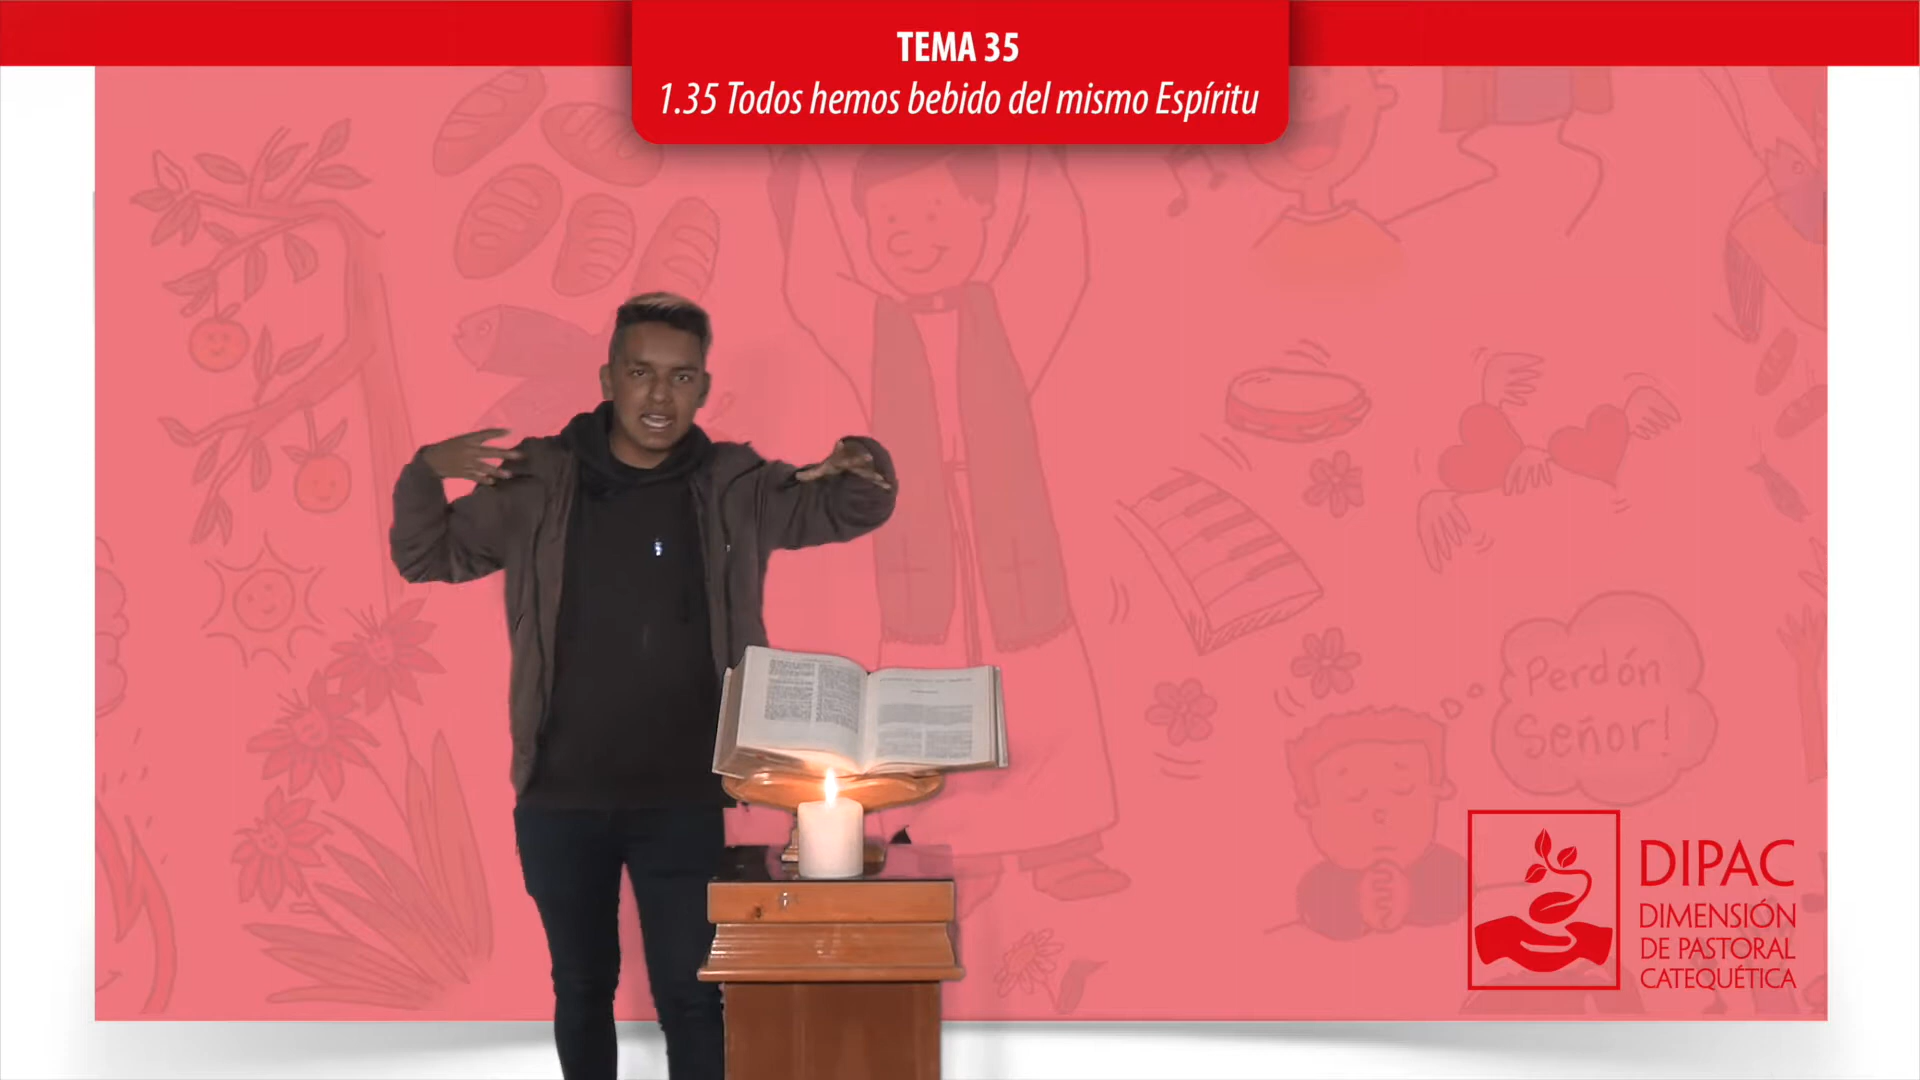 TEMA 35
1.35 Todos hemos bebido del mismo Espíritu
Perdón
Señor!
DIPAC
DIMENSIÓN
DE PASTORAL
CATEQUÉTICA